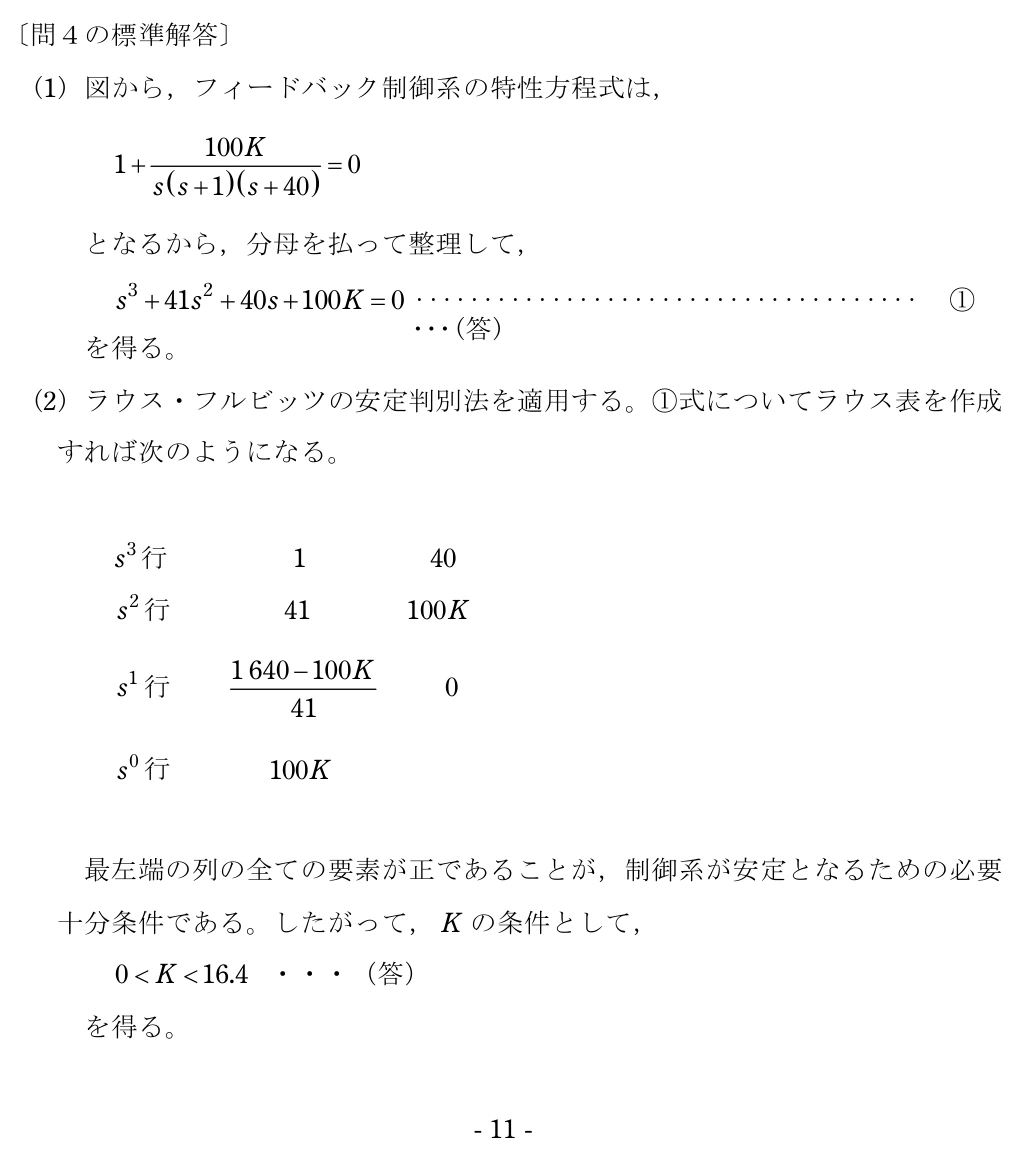 〔問４の標準解答〕
(1) 図から，フィードバック制御系の特性方程式は，
1+100K/(s(s+1)(s+40))=0
となるから，分母を払って整理して，
s³+41s²+40s+100K=0 ····································· ①
･･･(答)
を得る。
(2) ラウス・フルビッツの安定判別法を適用する。①式についてラウス表を作成
すれば次のようになる。
s³行 1 40
s²行 41 100K
s¹行 (1 640−100K)/41 0
s⁰行 100K
最左端の列の全ての要素が正であることが，制御系が安定となるための必要
十分条件である。したがって， K の条件として，
0<K<16.4 ・・・（答）
を得る。
- 11 -